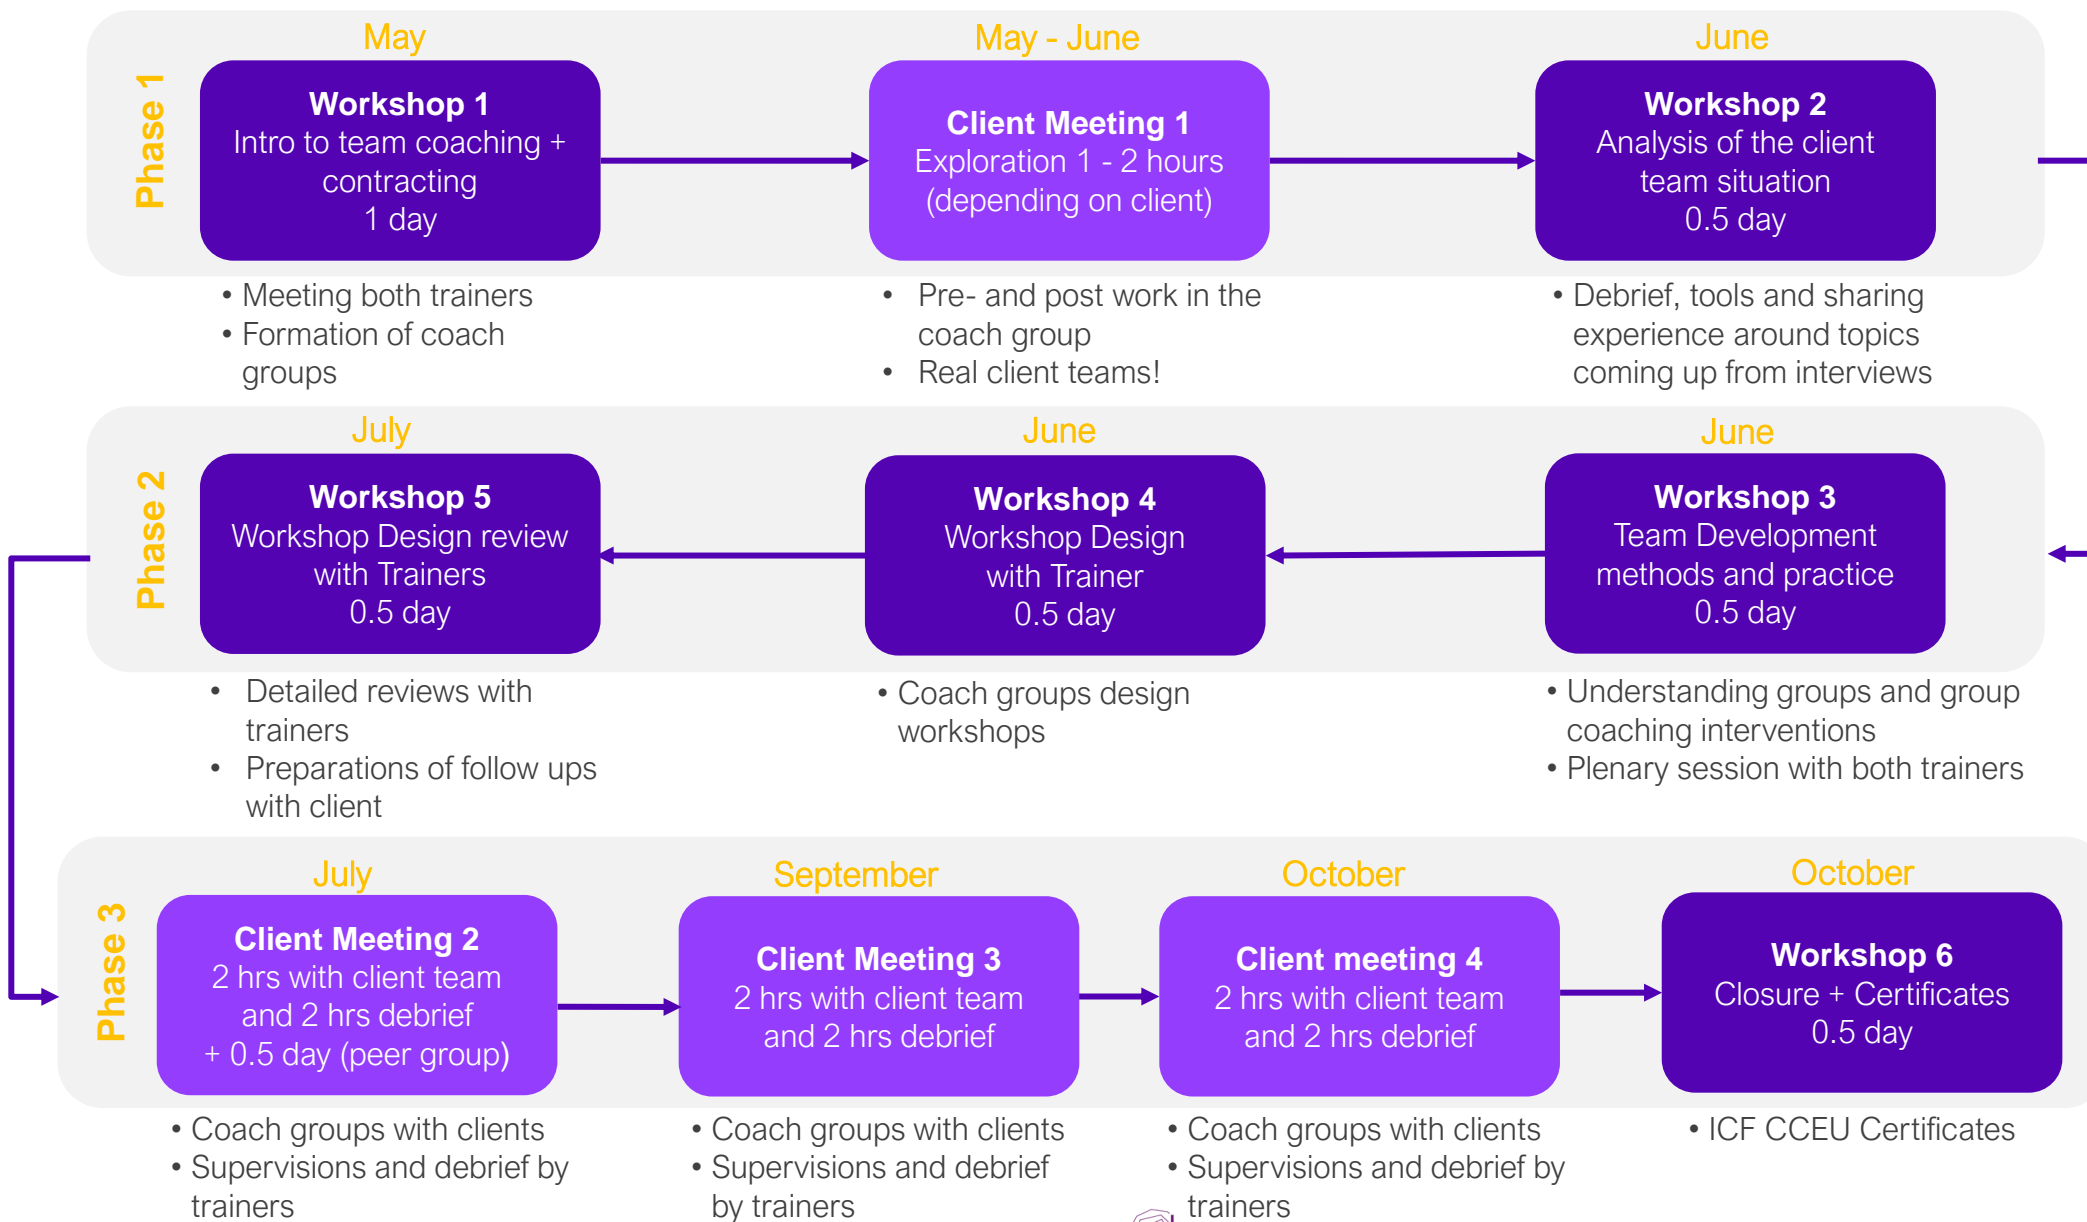 Phase 1
May
Workshop 1
Intro to team coaching +
contracting
1 day
• Meeting both trainers
• Formation of coach
groups
May - June
Client Meeting 1
Exploration 1 - 2 hours
(depending on client)
• Pre- and post work in the
coach group
• Real client teams!
June
Workshop 2
Analysis of the client
team situation
0.5 day
• Debrief, tools and sharing
experience around topics
coming up from interviews
Phase 2
June
Workshop 3
Team Development
methods and practice
0.5 day
• Understanding groups and group
coaching interventions
• Plenary session with both trainers
June
Workshop 4
Workshop Design
with Trainer
0.5 day
• Coach groups design
workshops
July
Workshop 5
Workshop Design review
with Trainers
0.5 day
• Detailed reviews with
trainers
• Preparations of follow ups
with client
Phase 3
July
Client Meeting 2
2 hrs with client team
and 2 hrs debrief
+ 0.5 day (peer group)
• Coach groups with clients
• Supervisions and debrief by
trainers
September
Client Meeting 3
2 hrs with client team
and 2 hrs debrief
• Coach groups with clients
• Supervisions and debrief
by trainers
October
Client meeting 4
2 hrs with client team
and 2 hrs debrief
• Coach groups with clients
• Supervisions and debrief by
trainers
October
Workshop 6
Closure + Certificates
0.5 day
• ICF CCEU Certificates